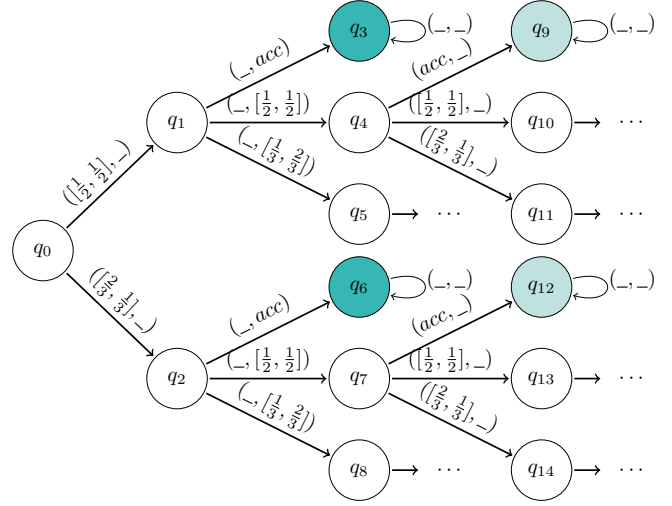 q₃ (_, _)
q₉ (_, _)
(_, acc)
(acc, _)
q₁ (_, [1/2, 1/2]) q₄ ([1/2, 1/2], _) q₁₀ ⋯
([1/2, 1/2], _)
(_, [1/3, 2/3])
([2/3, 1/3], _)
q₅ ⋯ q₁₁ ⋯
q₀
q₆ (_, _)
q₁₂ (_, _)
([2/3, 1/3], _)
(_, acc)
(acc, _)
q₂ (_, [1/2, 1/2]) q₇ ([1/2, 1/2], _) q₁₃ ⋯
(_, [1/3, 2/3])
([2/3, 1/3], _)
q₈ ⋯ q₁₄ ⋯